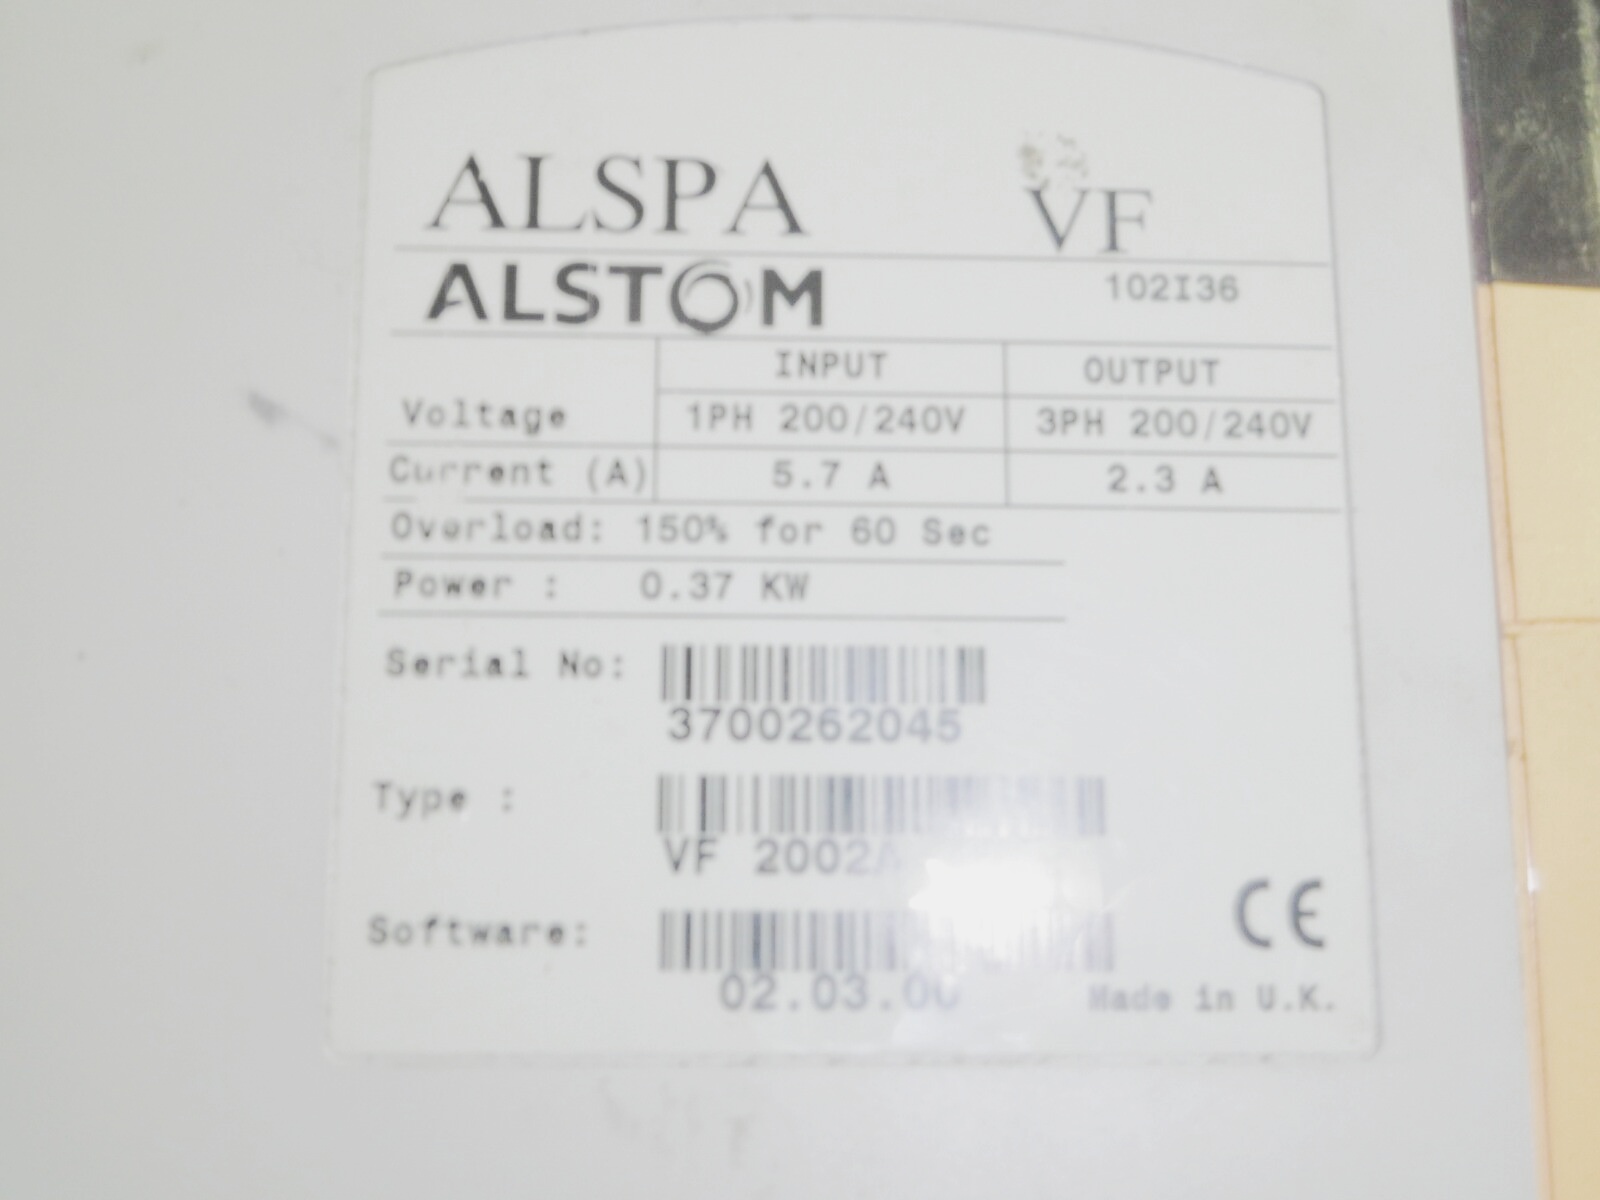 ALSPA VF
ALSTOM 102I36
INPUT OUTPUT
Voltage 1PH 200/240V 3PH 200/240V
Current (A) 5.7 A 2.3 A
Overload: 150% for 60 Sec
Power : 0.37 KW
Serial No:
3700262045
Type :
VF 2002A
Software:
02.03.00
CE
Made in U.K.